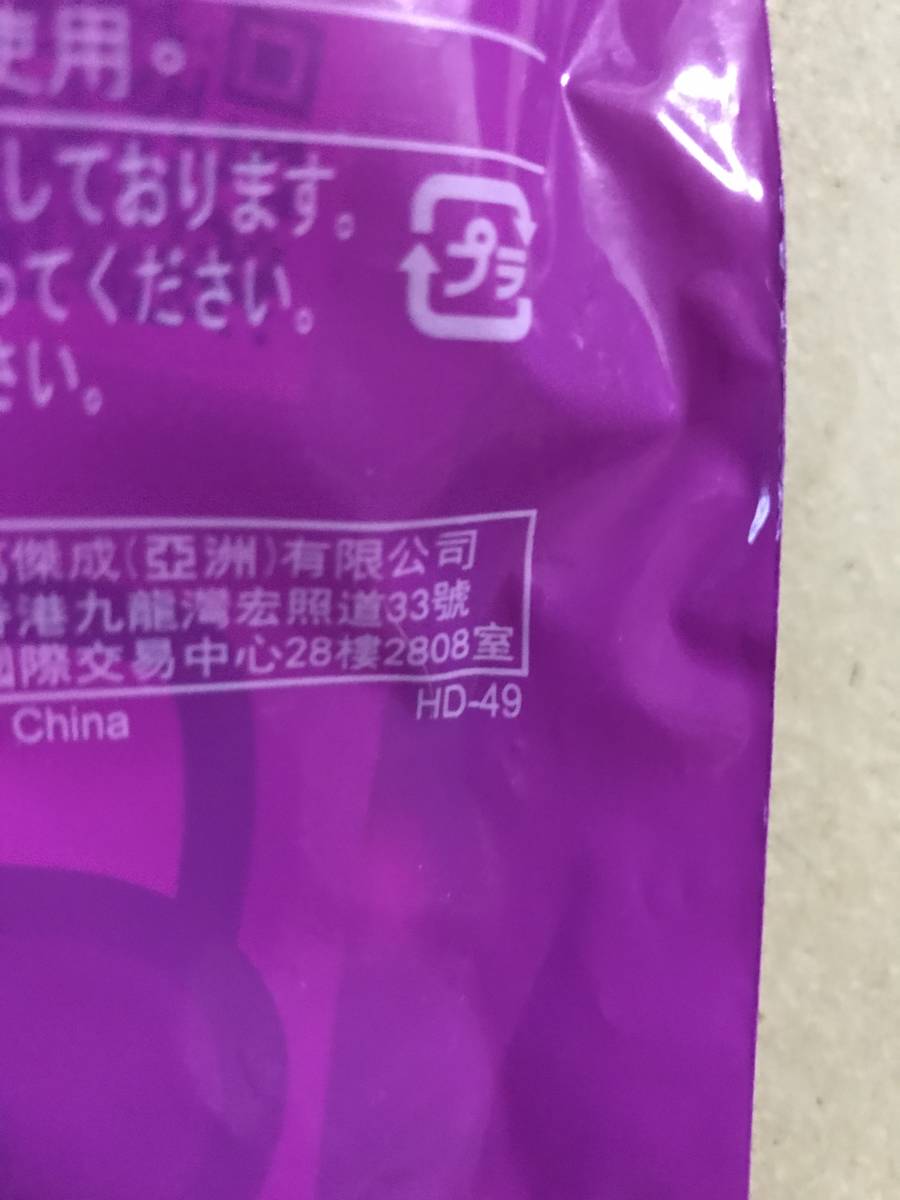 使用。
しております。
ってください。
さい。
プラ
傑成(亞洲)有限公司
香港九龍灣宏照道33號
國際交易中心28樓2808室
China
HD-49